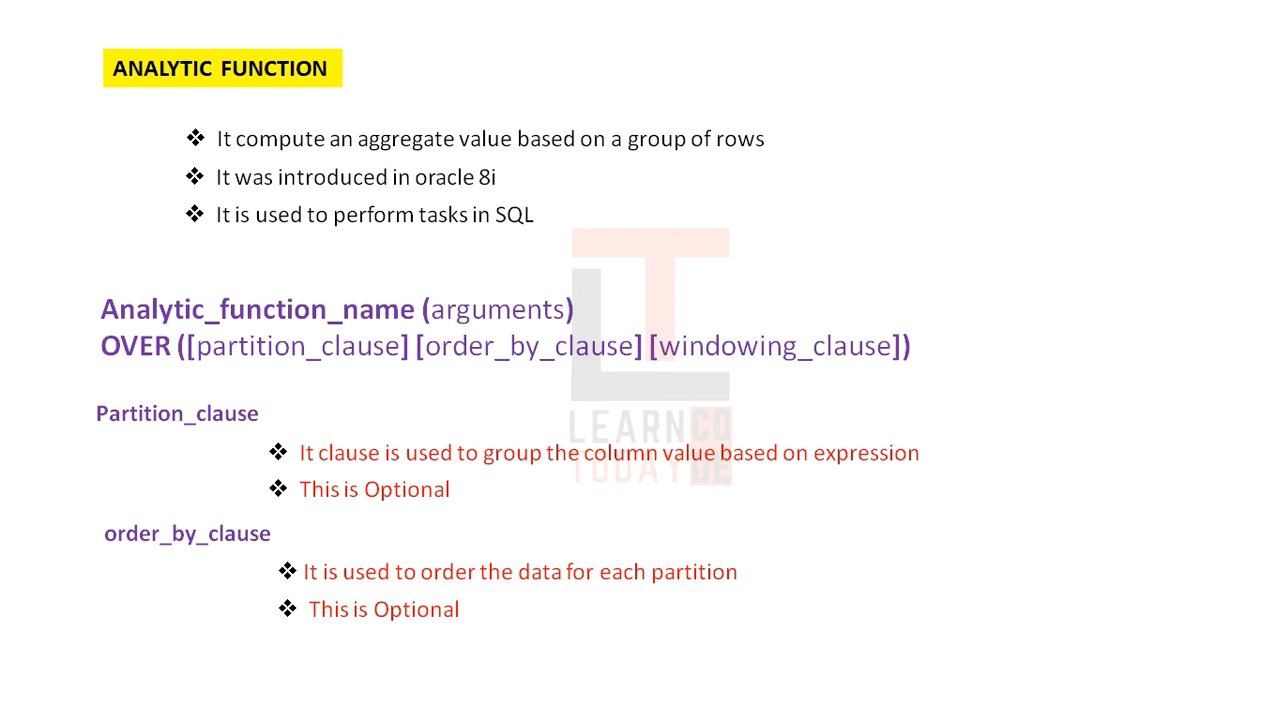 ANALYTIC FUNCTION
❖ It compute an aggregate value based on a group of rows
❖ It was introduced in oracle 8i
❖ It is used to perform tasks in SQL
Analytic_function_name (arguments)
OVER ([partition_clause] [order_by_clause] [windowing_clause])
Partition_clause
LEARNCO
❖ It clause is used to group the column value based on expression
TODAYDE
❖ This is Optional
order_by_clause
❖ It is used to order the data for each partition
❖ This is Optional